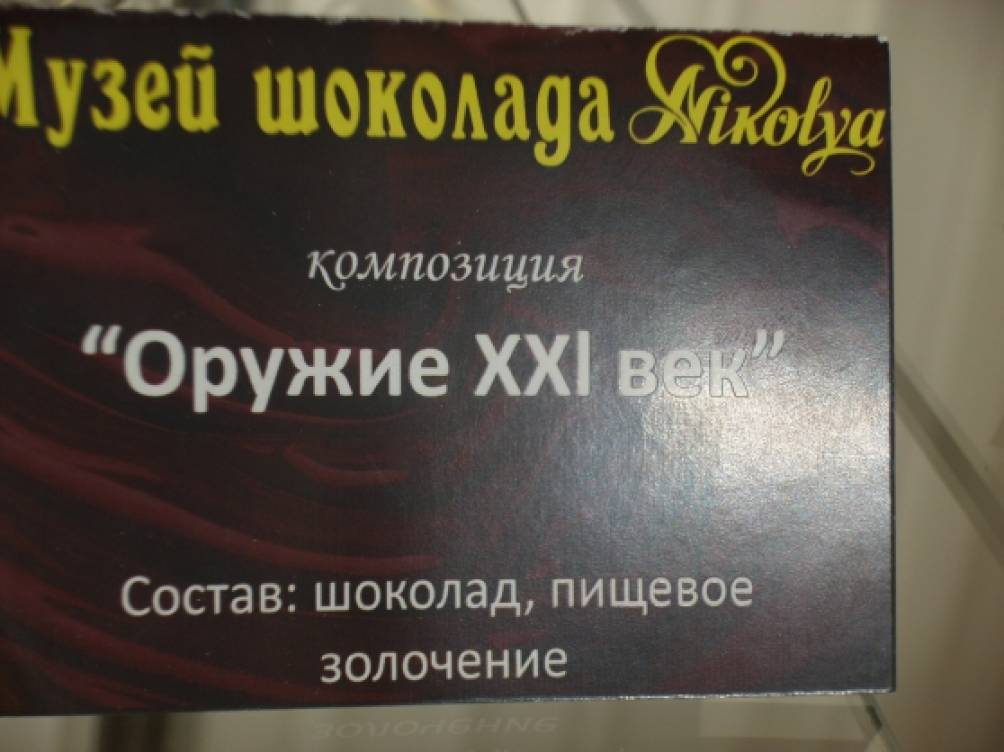 Музей шоколада Nikolya
композиция
“Оружие XXI век”
Состав: шоколад, пищевое
золочение